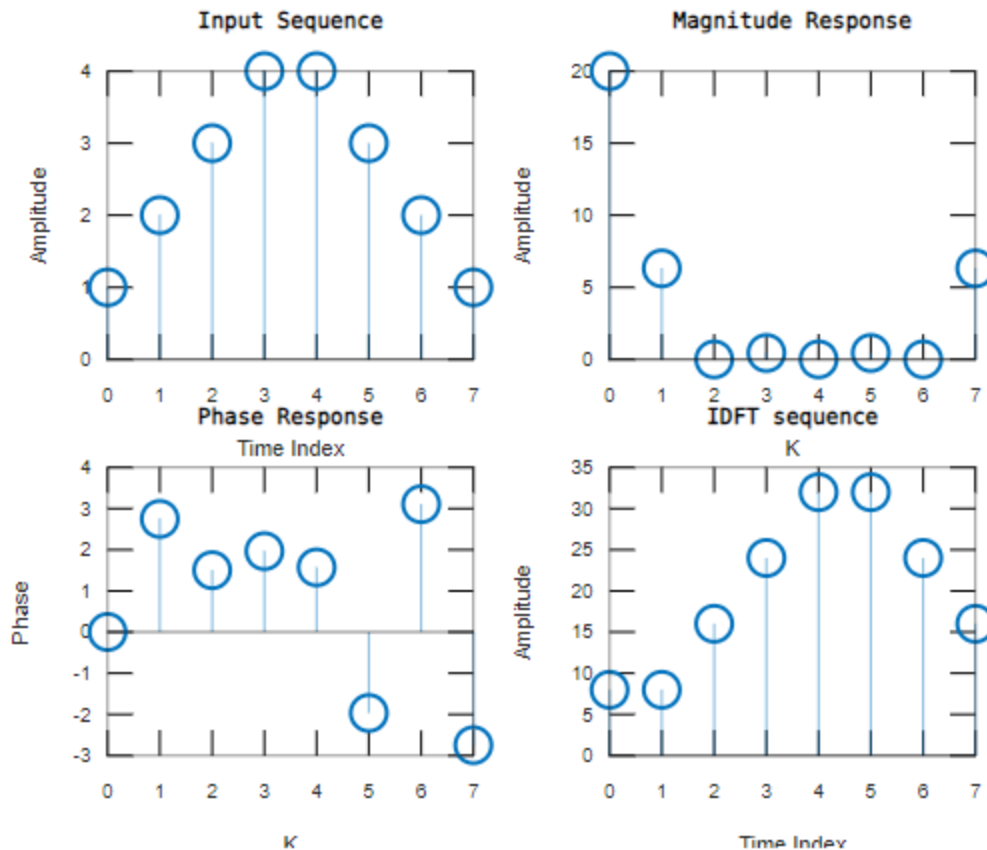 Input Sequence
Amplitude
4
3
2
1
0
0 1 2 3 4 5 6 7
Time Index
Magnitude Response
Amplitude
20
15
10
5
0
0 1 2 3 4 5 6 7
K
Phase Response
Phase
4
3
2
1
0
-1
-2
-3
0 1 2 3 4 5 6 7
K
IDFT sequence
Amplitude
35
30
25
20
15
10
5
0
0 1 2 3 4 5 6 7
Time Index